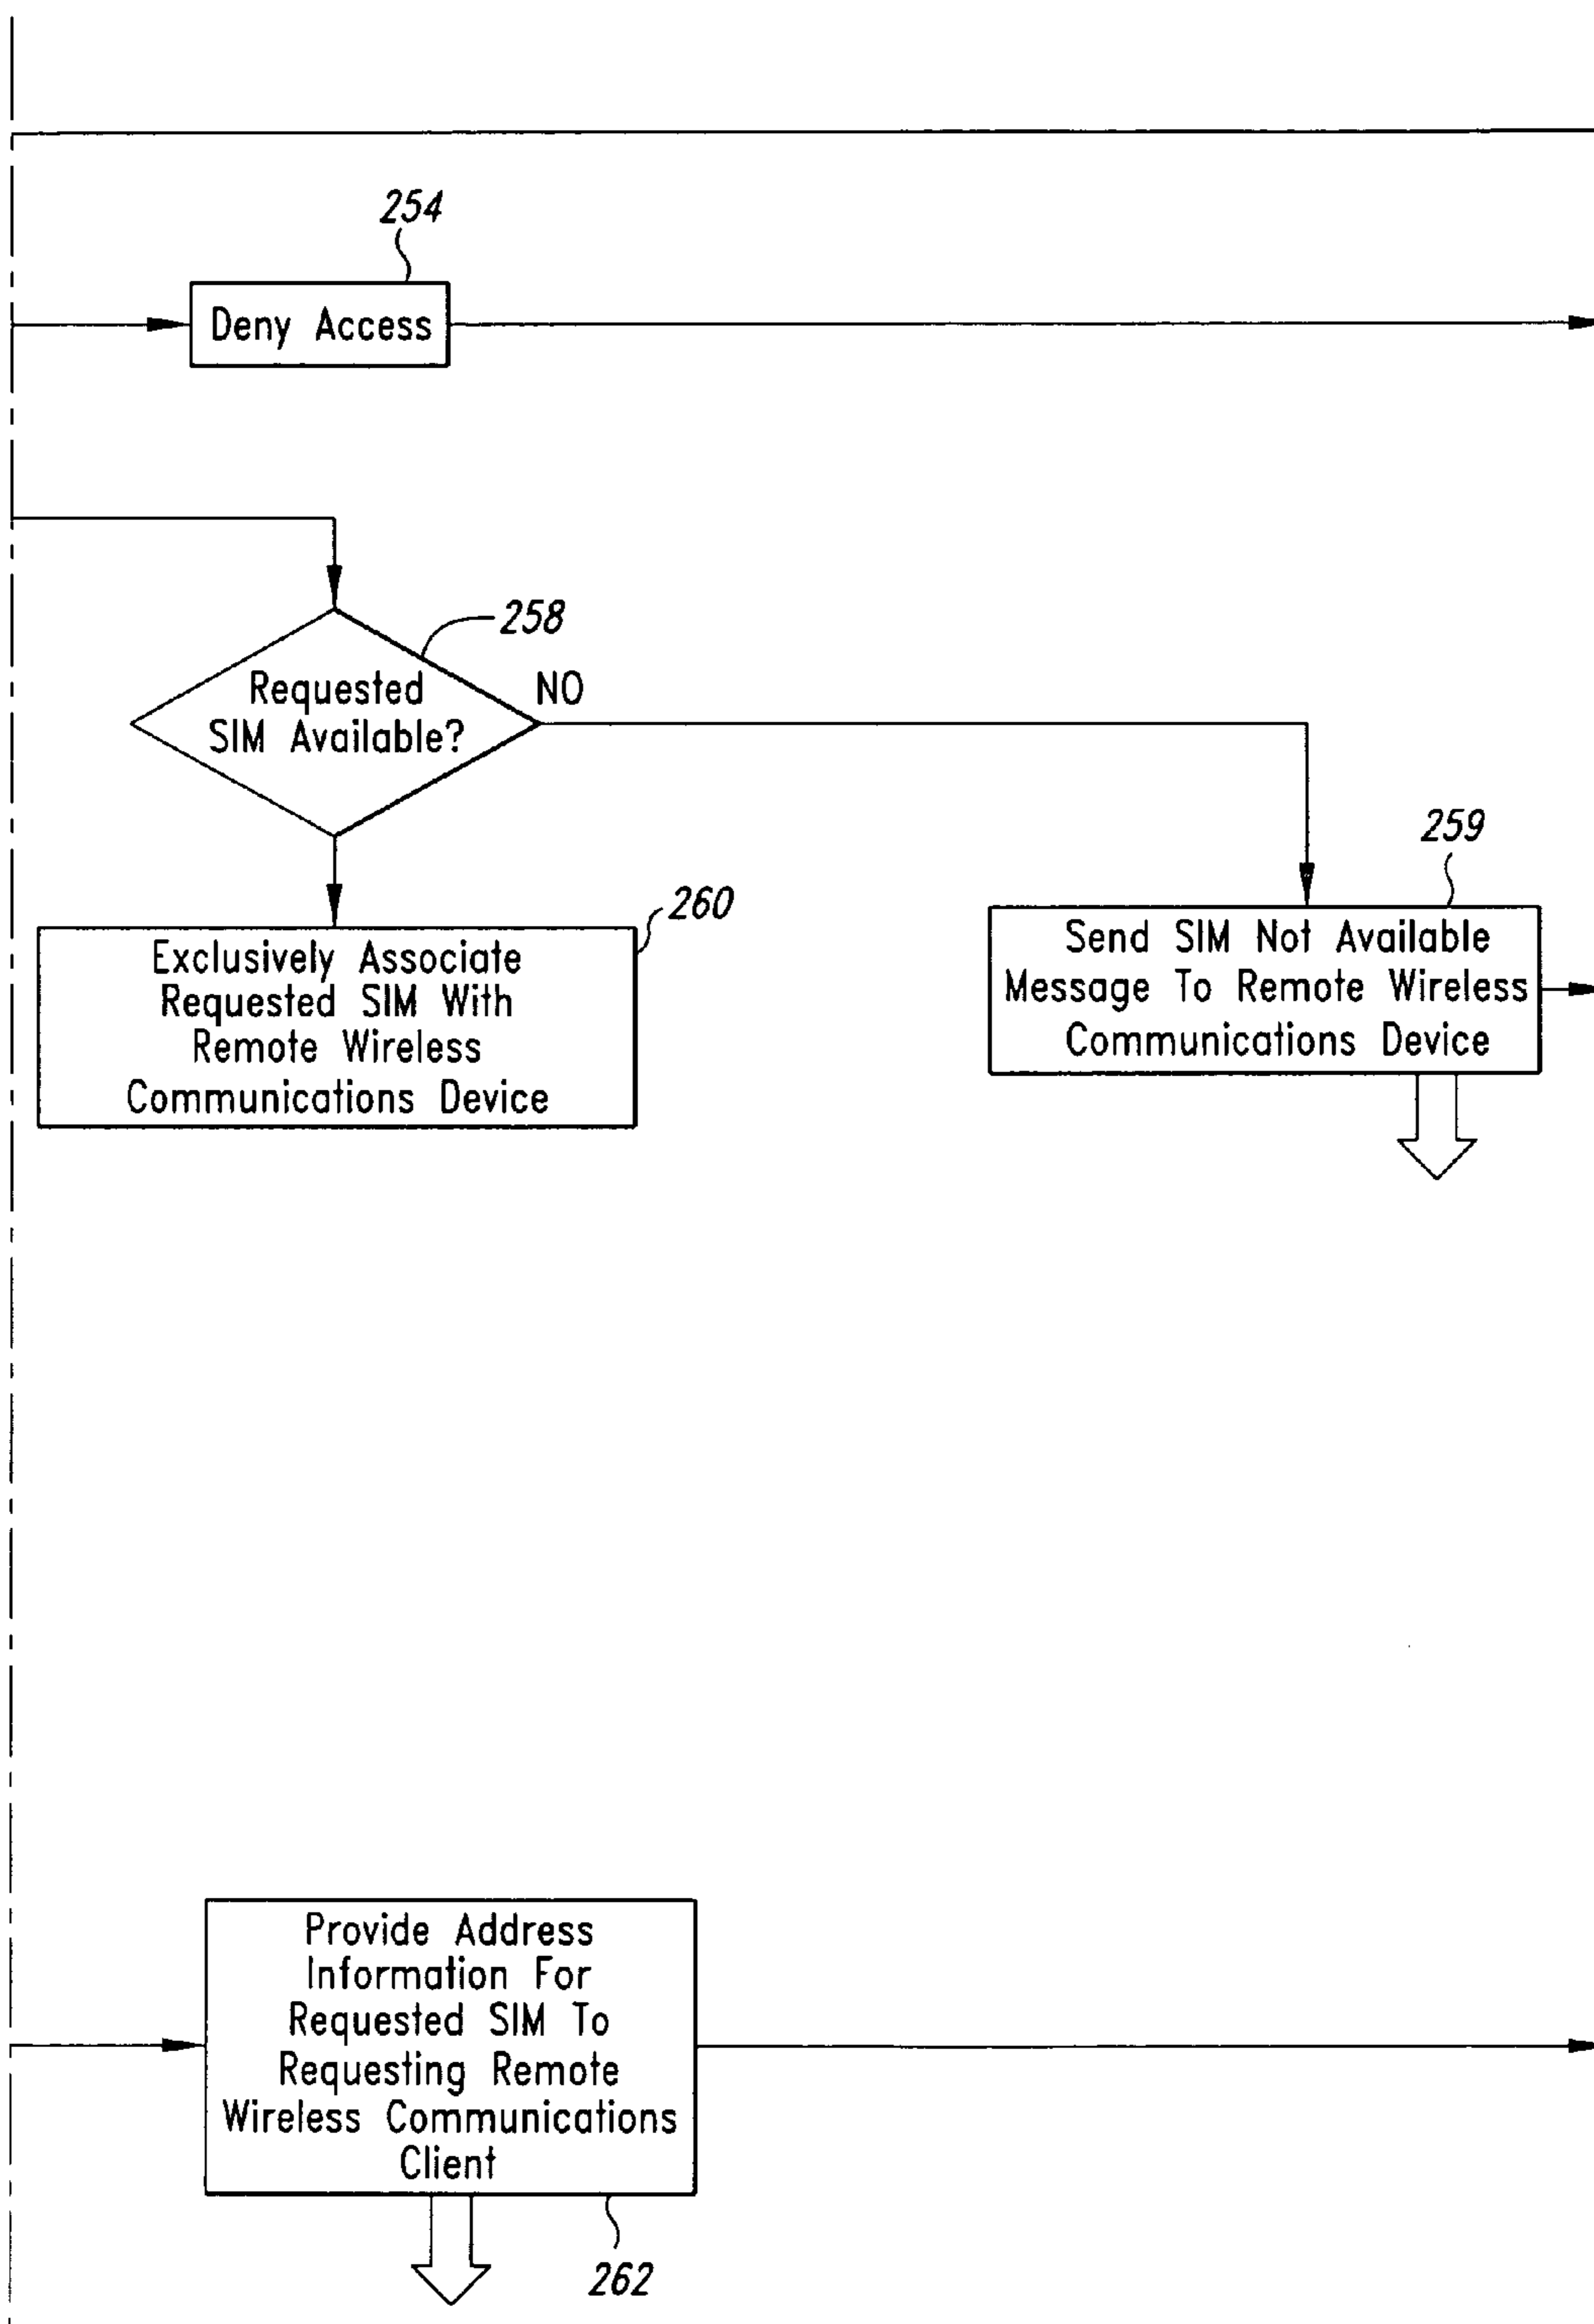 254
Deny Access
258
Requested
SIM Available?
NO
259
260
Exclusively Associate
Requested SIM With
Remote Wireless
Communications Device
Send SIM Not Available
Message To Remote Wireless
Communications Device
Provide Address
Information For
Requested SIM To
Requesting Remote
Wireless Communications
Client
262